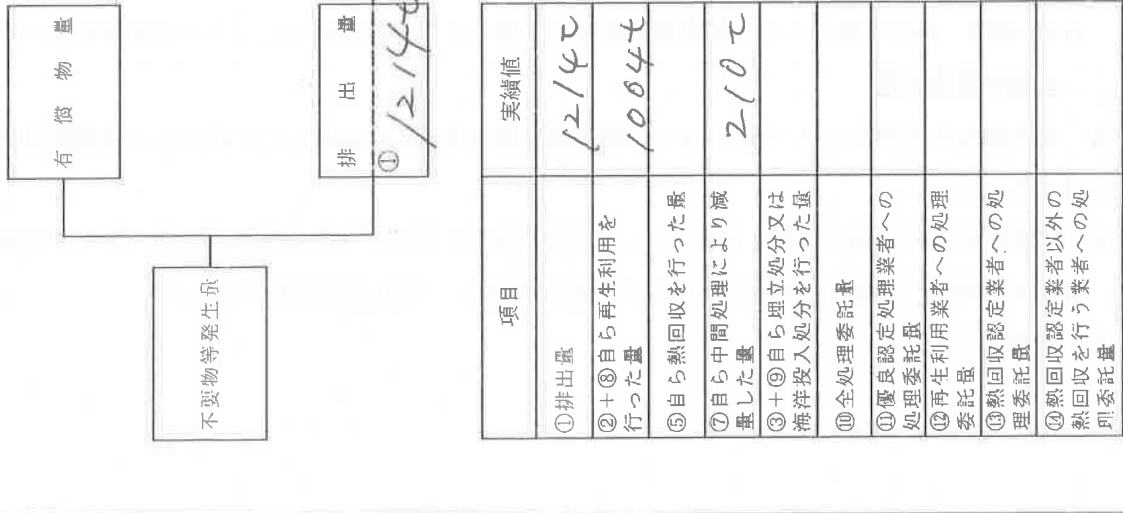 有償物量
不要物等発生量
排出量
①
1214t
項目
実績値
①排出量
1214t
②+⑧自ら再生利用を
行った量
1004t
⑤自ら熱回収を行った量
⑦自ら中間処理により減
量した量
210t
③+⑨自ら埋立処分又は
海洋投入処分を行った量
⑩全処理委託量
⑪優良認定処理業者への
処理委託量
⑫再生利用業者への処理
委託量
⑬熱回収認定業者への処
理委託量
⑭熱回収認定業者以外の
熱回収を行う業者への処
理委託量